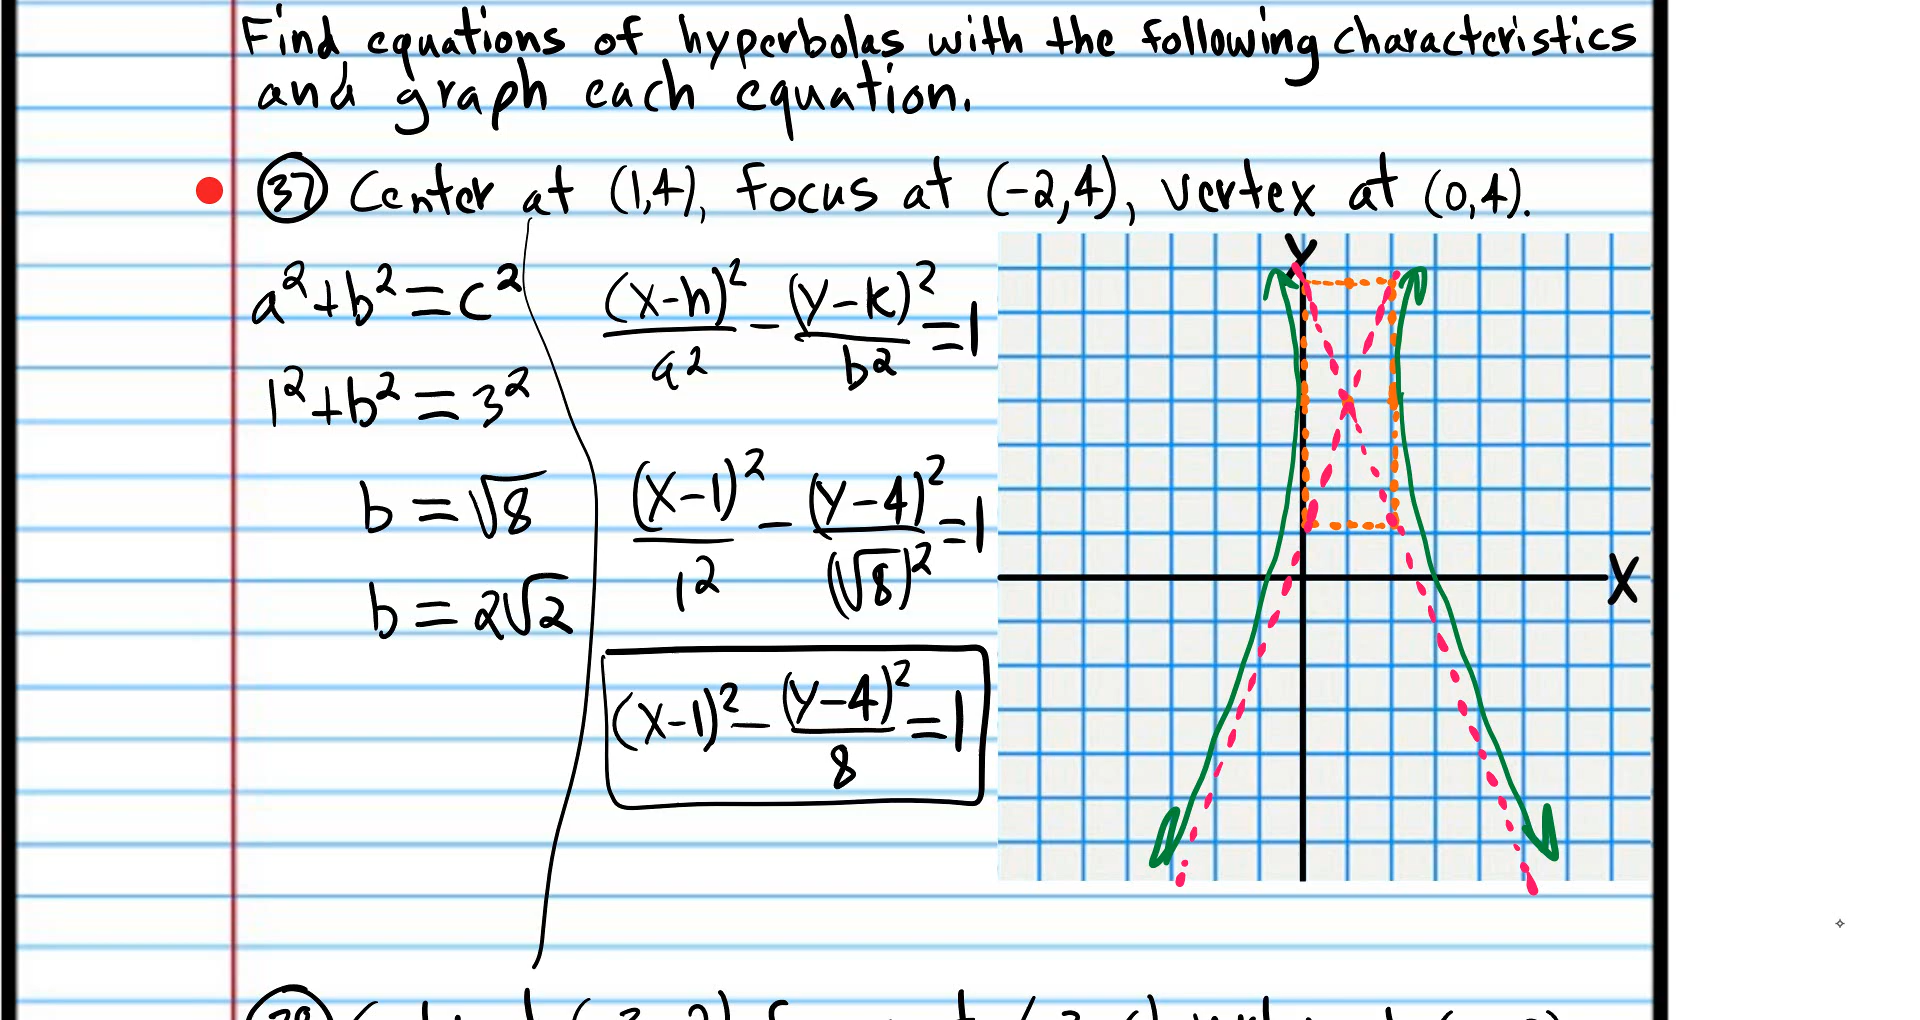 Find equations of hyperbolas with the following characteristics
and graph each equation.
37 Center at (1,4), focus at (-2,4), vertex at (0,4).
a²+b²=c²
1²+b²=3²
b=√8
b=2√2
(x-h)²/a² - (y-k)²/b² =1
(x-1)²/1² - (y-4)²/(√8)² =1
(x-1)² - (y-4)²/8 =1
Y
X